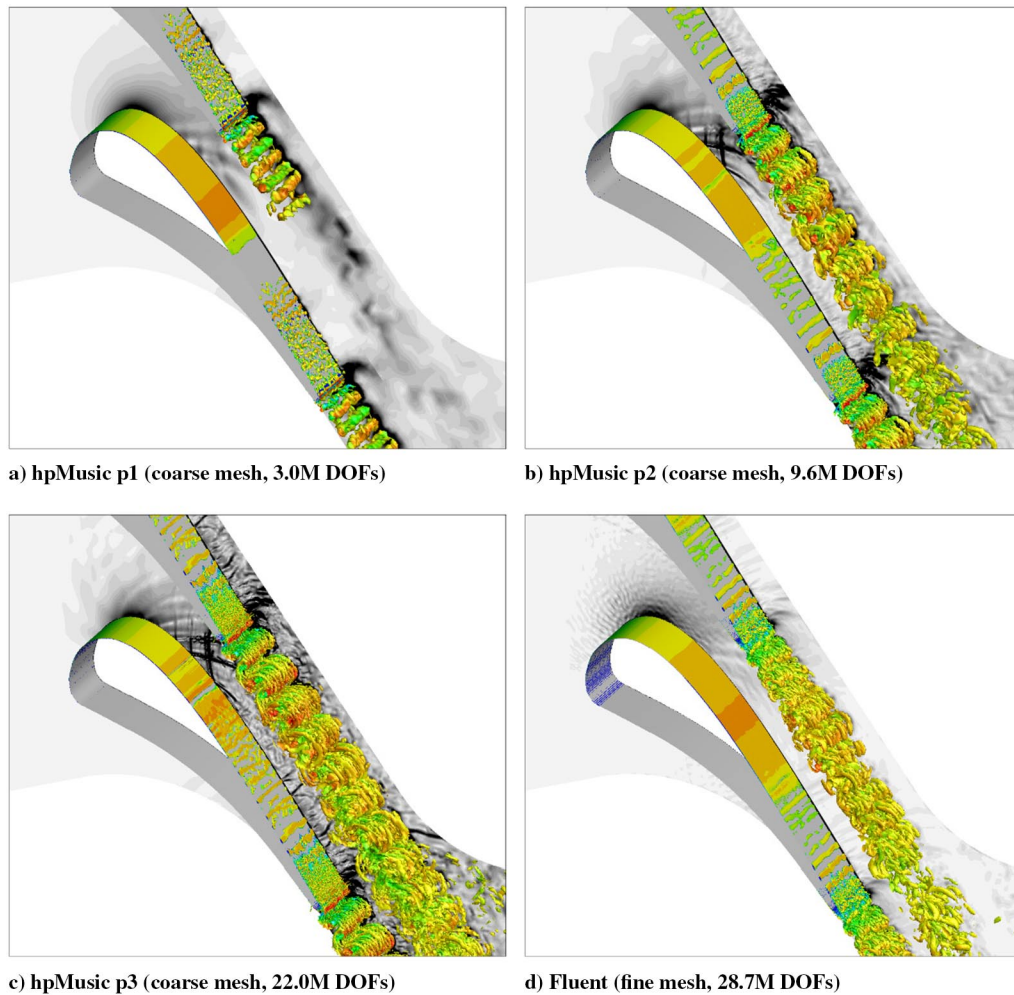 a) hpMusic p1 (coarse mesh, 3.0M DOFs)
b) hpMusic p2 (coarse mesh, 9.6M DOFs)
c) hpMusic p3 (coarse mesh, 22.0M DOFs)
d) Fluent (fine mesh, 28.7M DOFs)